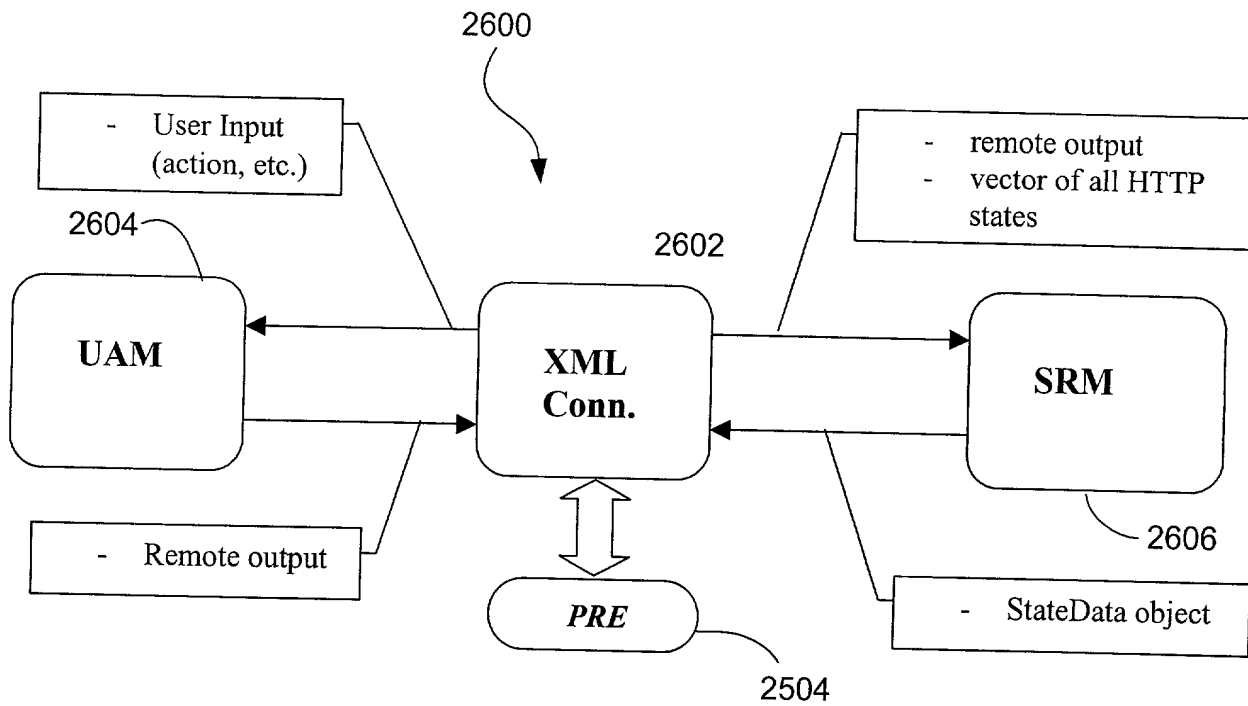 2600
- User Input
(action, etc.)
- remote output
- vector of all HTTP
states
2604
2602
UAM
XML
Conn.
SRM
- Remote output
2606
PRE
- StateData object
2504